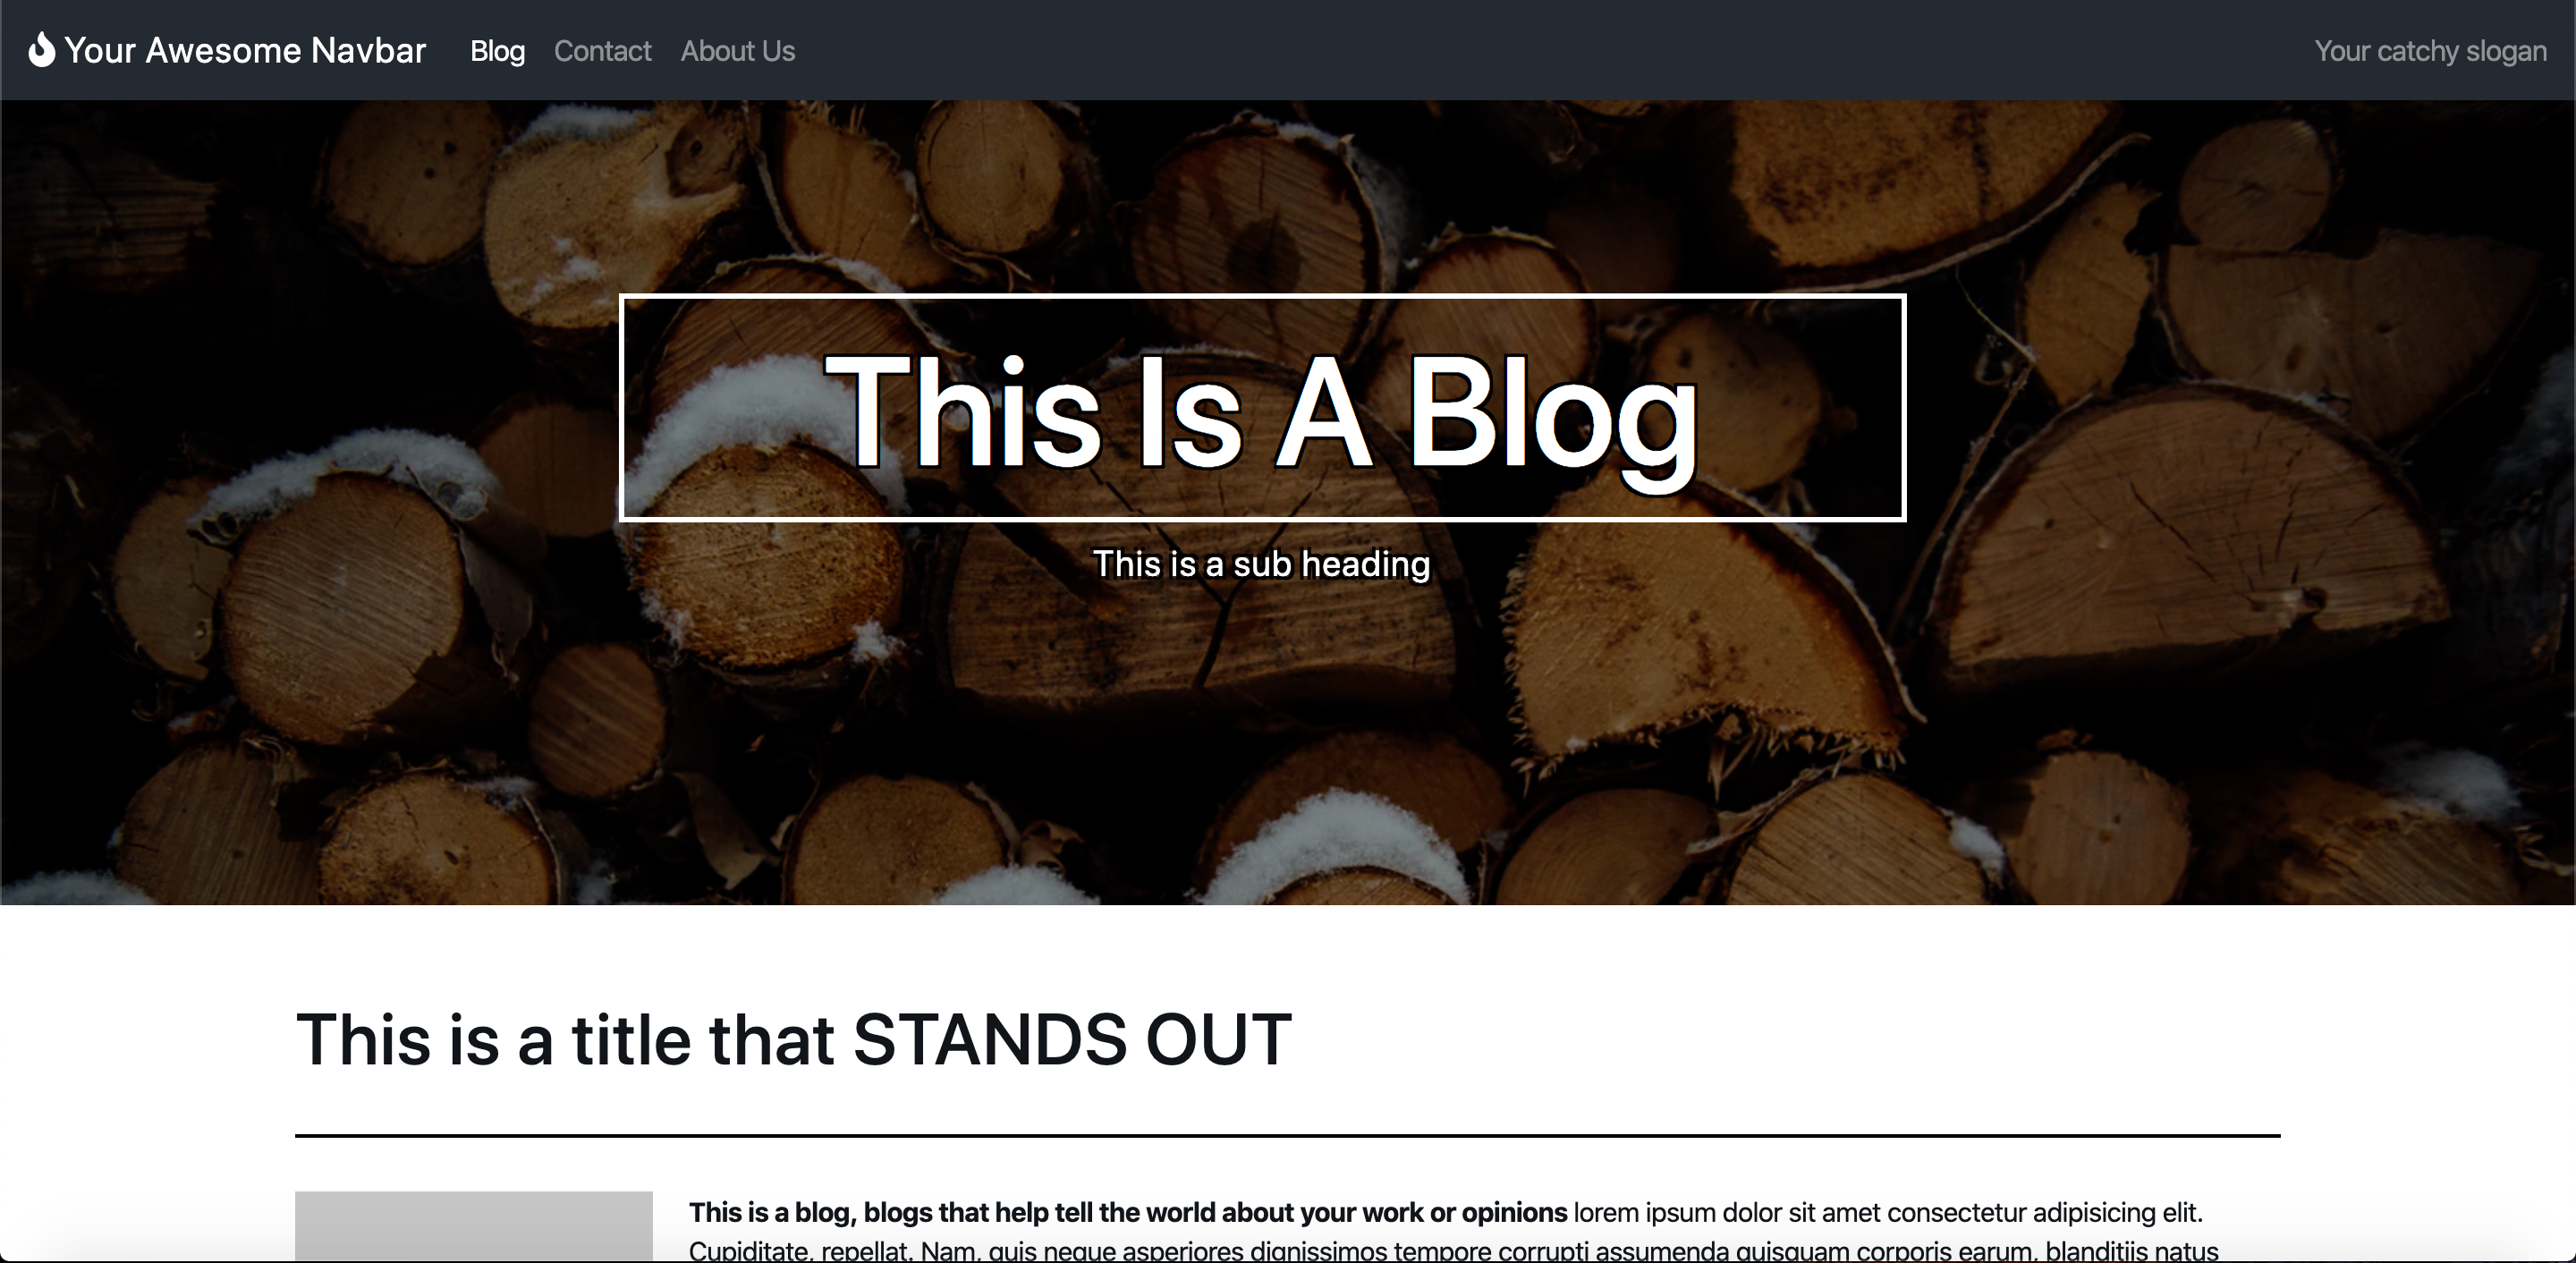 Your Awesome Navbar Blog Contact About Us Your catchy slogan
This Is A Blog
This is a sub heading
This is a title that STANDS OUT
This is a blog, blogs that help tell the world about your work or opinions lorem ipsum dolor sit amet consectetur adipisicing elit.
Cupiditate, repellat. Nam, quis neque asperiores dignissimos tempore corrupti assumenda quisquam corporis earum, blanditiis natus